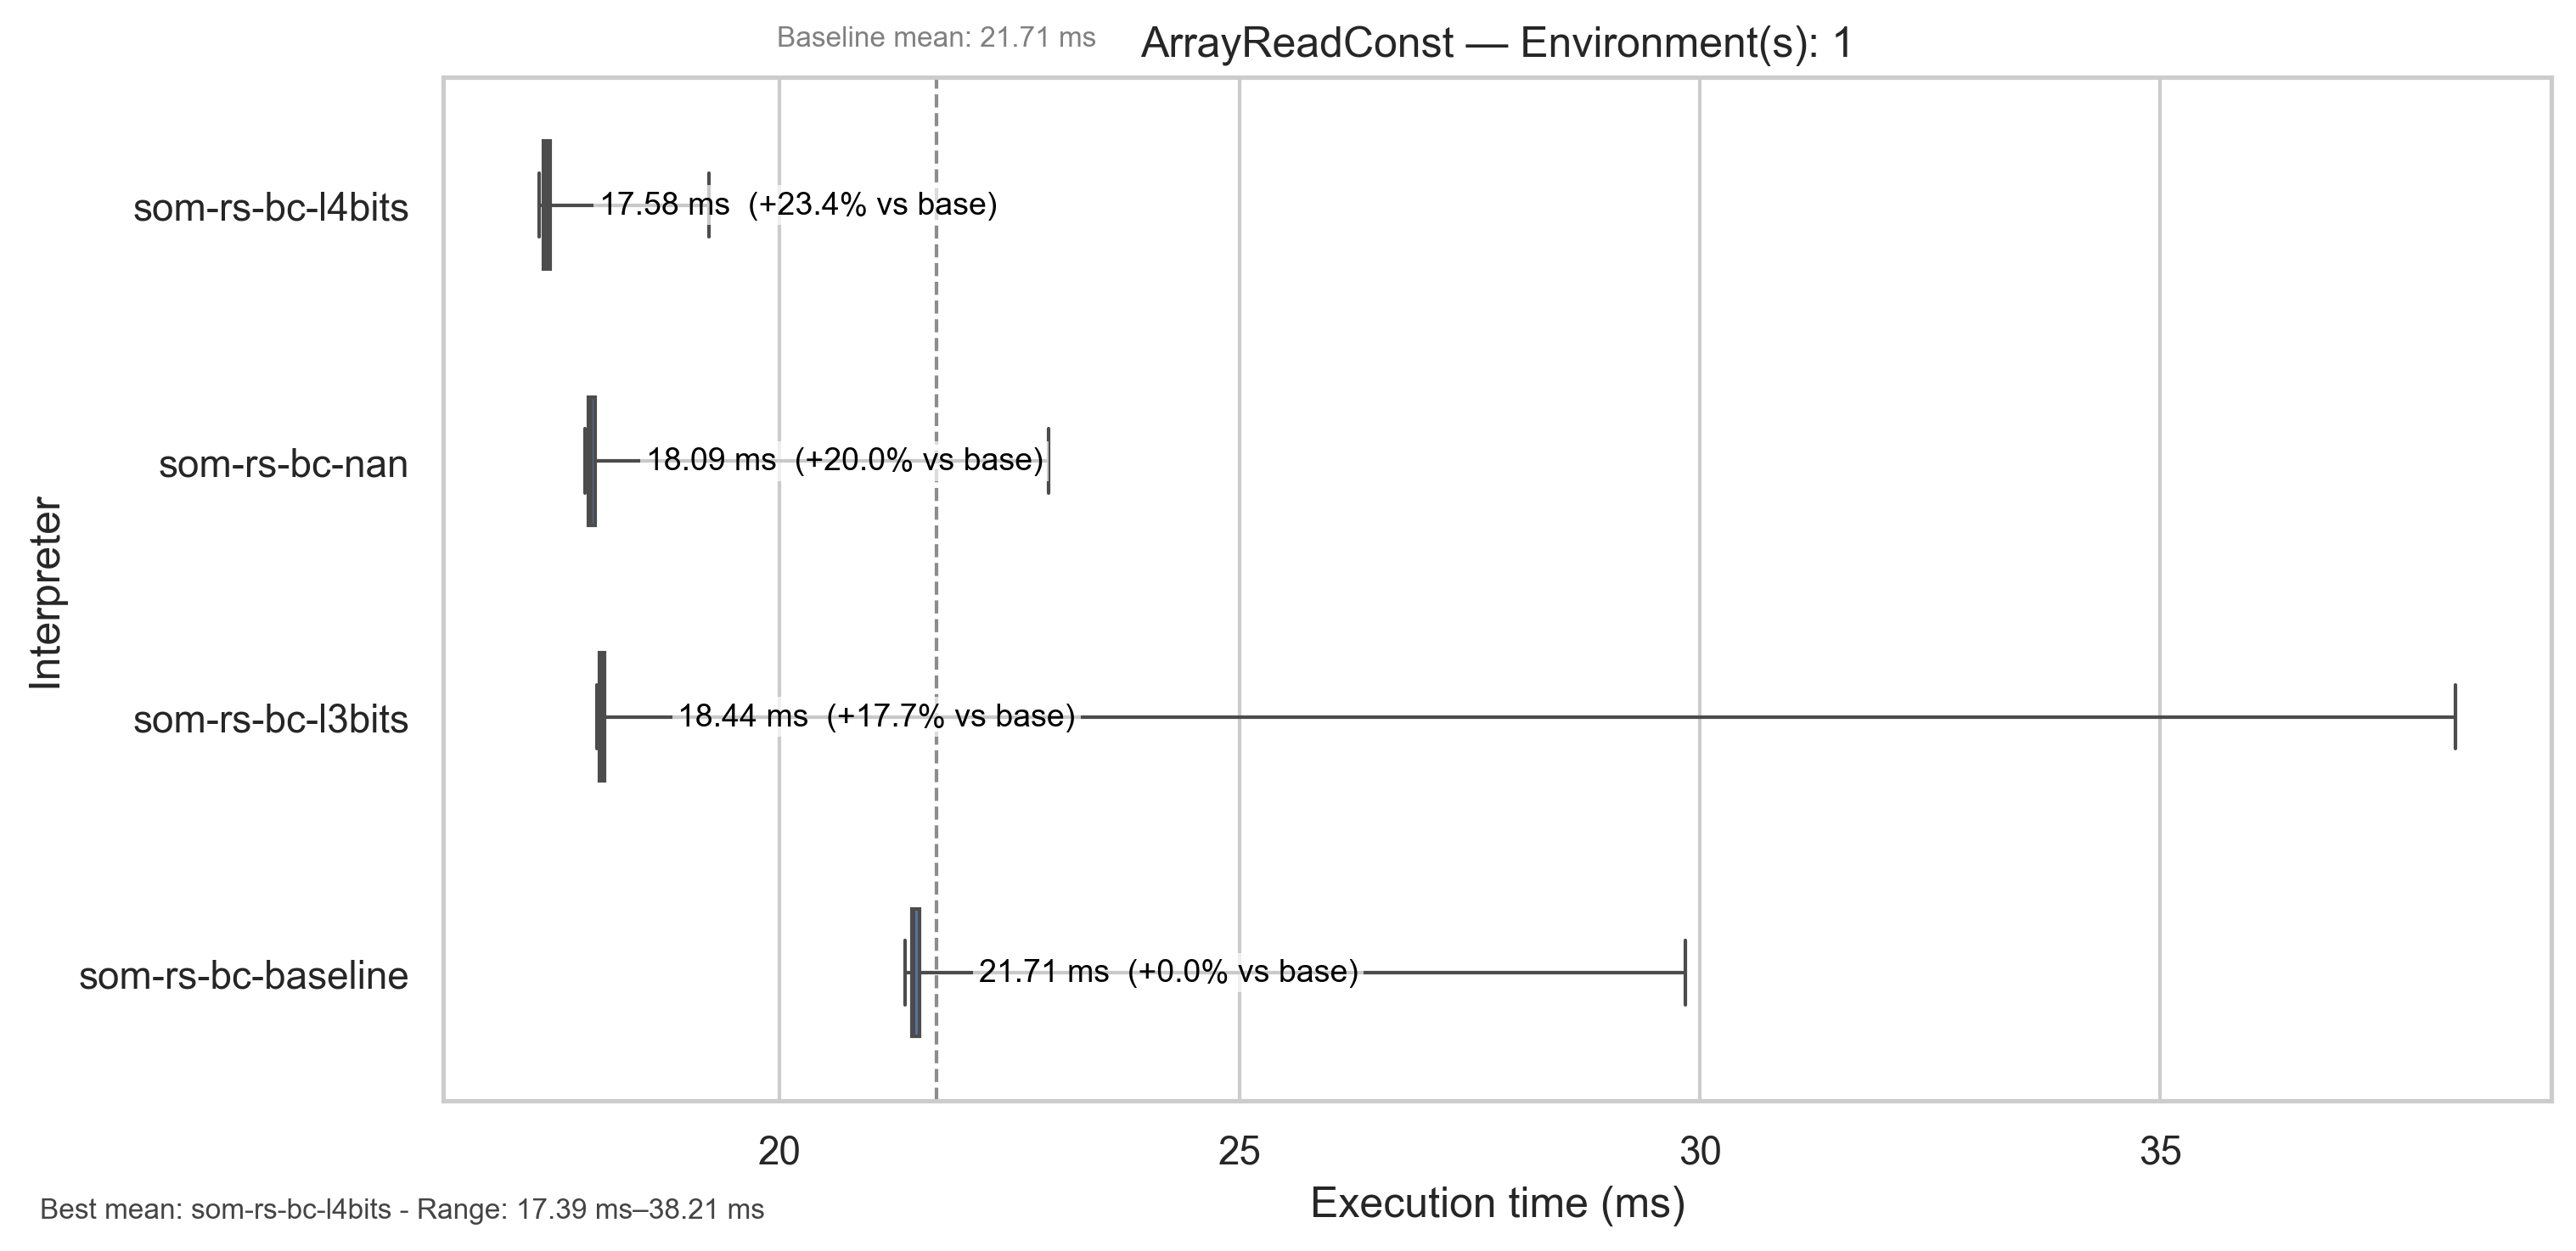 Baseline mean: 21.71 ms
ArrayReadConst — Environment(s): 1
som-rs-bc-l4bits
17.58 ms (+23.4% vs base)
som-rs-bc-nan
18.09 ms (+20.0% vs base)
Interpreter
som-rs-bc-l3bits
18.44 ms (+17.7% vs base)
som-rs-bc-baseline
21.71 ms (+0.0% vs base)
20 25 30 35
Execution time (ms)
Best mean: som-rs-bc-l4bits - Range: 17.39 ms–38.21 ms